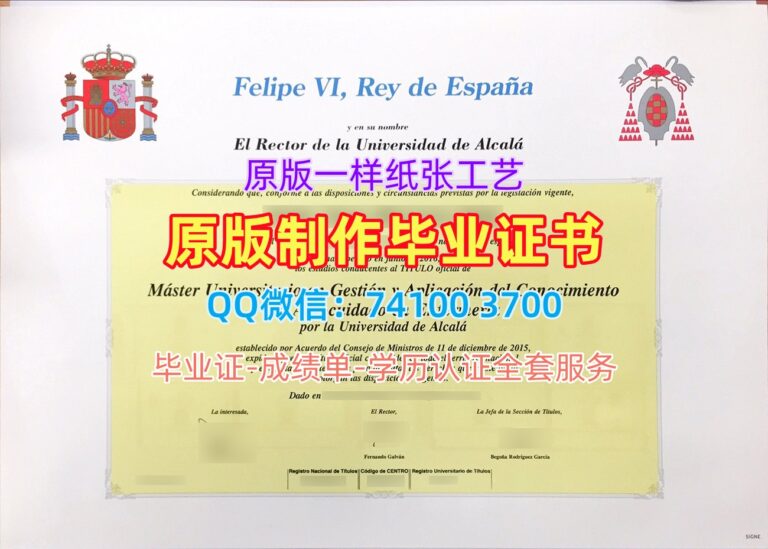 Felipe VI, Rey de España
y en su nombre
El Rector de la Universidad de Alcalá
原版一样纸张工艺
Considerando que, conforme a las disposiciones y circunstancias previstas por la legislación vigente,
原版制作毕业证书
los estudios conducentes al TÍTULO oficial de
Máster Universitario en Gestión y Aplicación del Conocimiento
QQ微信：74100 3700
por la Universidad de Alcalá
establecido por Acuerdo del Consejo de Ministros de 11 de diciembre de 2015,
毕业证-成绩单-学历认证全套服务
Dado en
La interesada, El Rector, La Jefa de la Sección de Títulos,
Fernando Galván Begoña Rodríguez García
Registro Nacional de Títulos Código de CENTRO Registro Universitario de Títulos
SIGNE